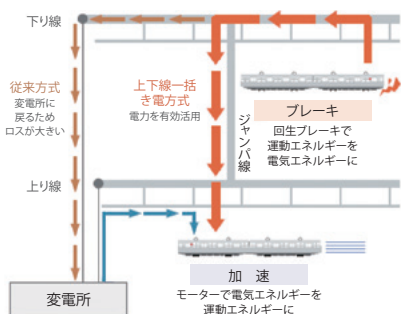 下り線
従来方式
変電所に
戻るため
ロスが大きい
上下線一括
き電方式
電力を有効活用
ジャンパ線
ブレーキ
回生ブレーキで
運動エネルギーを
電気エネルギーに
上り線
変電所
加　速
モーターで電気エネルギーを
運動エネルギーに